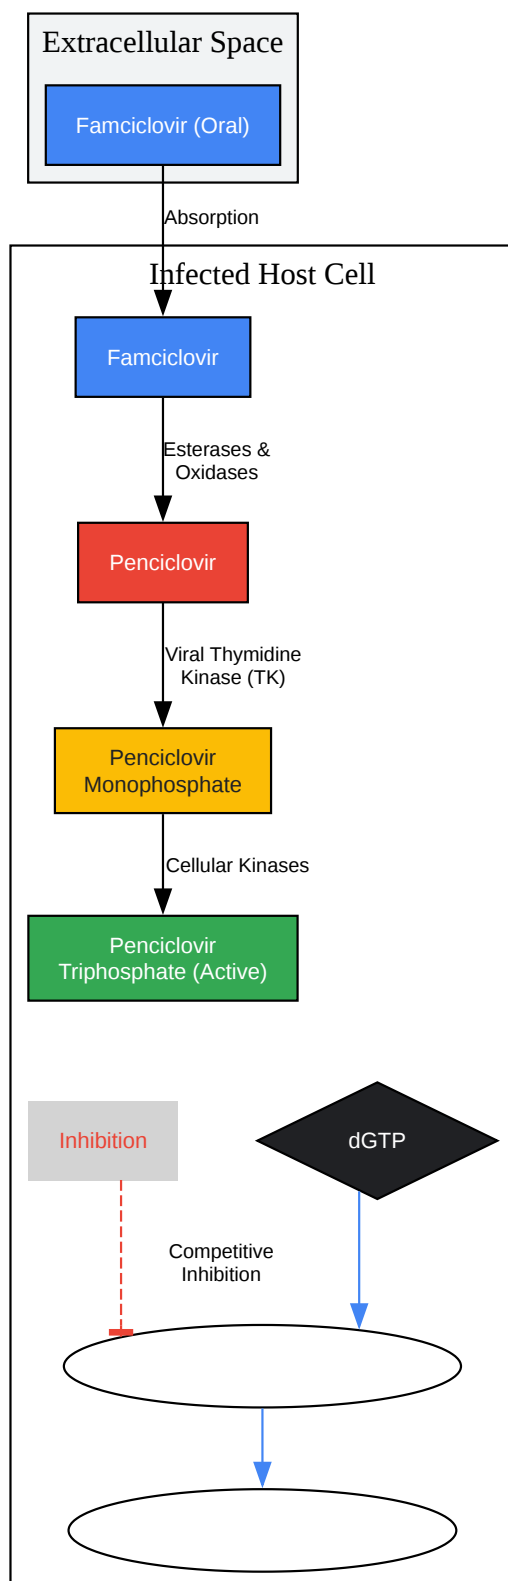 Extracellular Space
Famciclovir (Oral)
Absorption
Infected Host Cell
Famciclovir
Esterases &
Oxidases
Penciclovir
Viral Thymidine
Kinase (TK)
Penciclovir
Monophosphate
Cellular Kinases
Penciclovir
Triphosphate (Active)
Inhibition
dGTP
Competitive
Inhibition